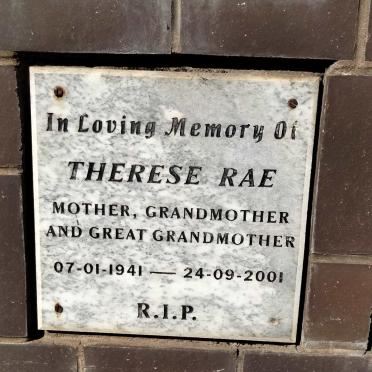 In Loving Memory Of
THERESE RAE
MOTHER, GRANDMOTHER
AND GREAT GRANDMOTHER
07-01-1941 — 24-09-2001
R.I.P.